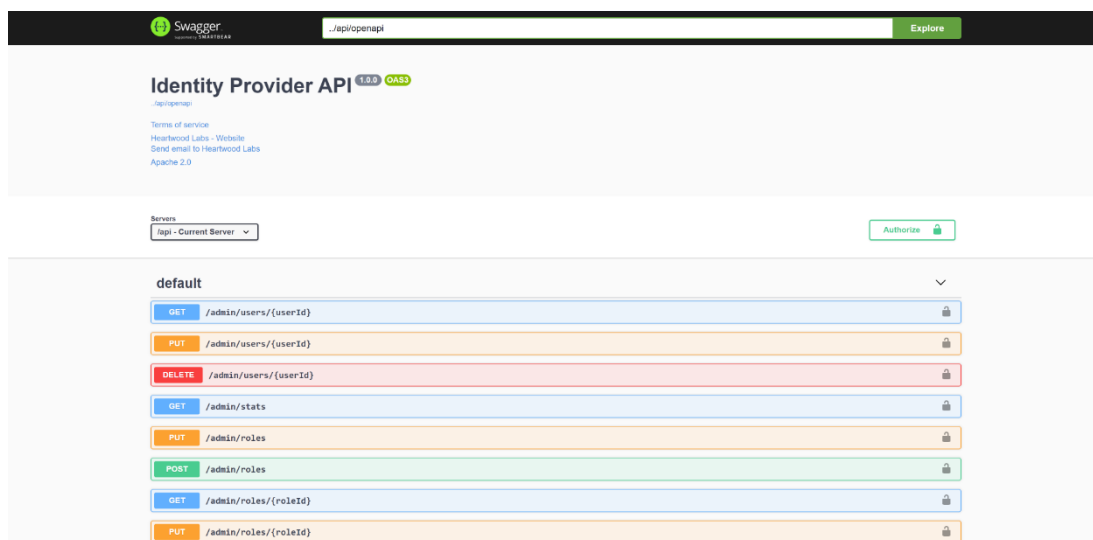 Swagger
Supported by SMARTBEAR
../api/openapi
Explore
Identity Provider API 1.0.0 OAS3
../api/openapi
Terms of service
Heartwood Labs - Website
Send email to Heartwood Labs
Apache 2.0
Servers
/api - Current Server
Authorize
default
GET /admin/users/{userId}
PUT /admin/users/{userId}
DELETE /admin/users/{userId}
GET /admin/stats
PUT /admin/roles
POST /admin/roles
GET /admin/roles/{roleId}
PUT /admin/roles/{roleId}